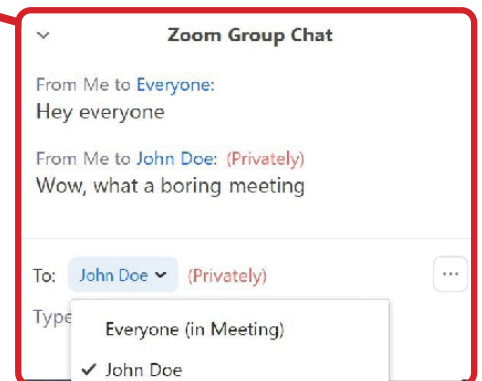 Zoom Group Chat
From Me to Everyone:
Hey everyone
From Me to John Doe: (Privately)
Wow, what a boring meeting
To: John Doe (Privately)
Type
Everyone (in Meeting)
John Doe